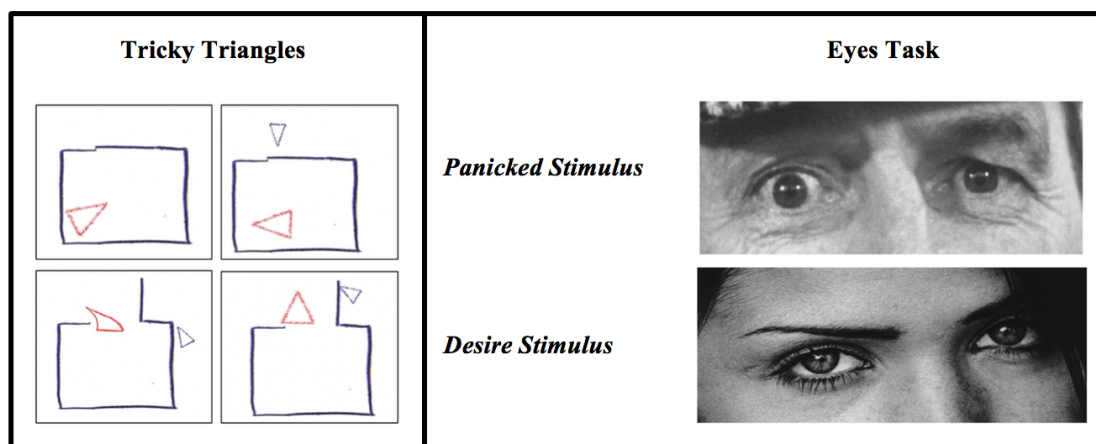 Tricky Triangles
Eyes Task
Panicked Stimulus
Desire Stimulus